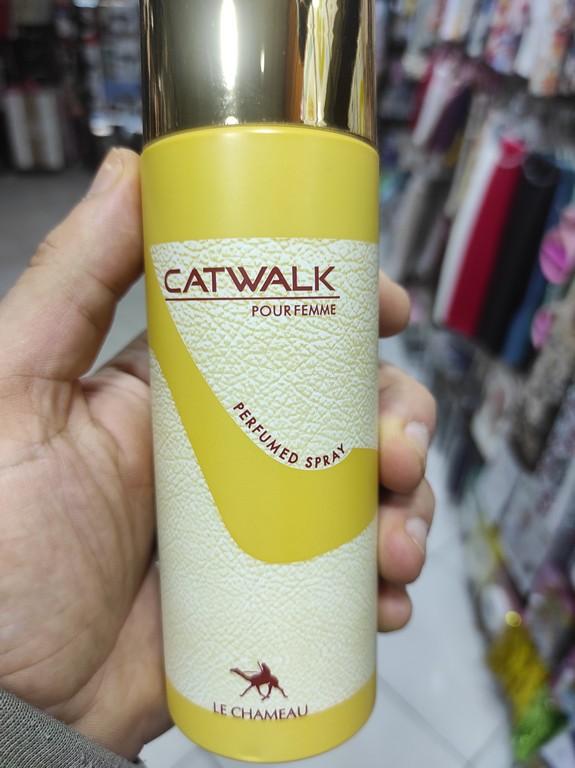 CATWALK
POUR FEMME
PERFUMED SPRAY
LE CHAMEAU